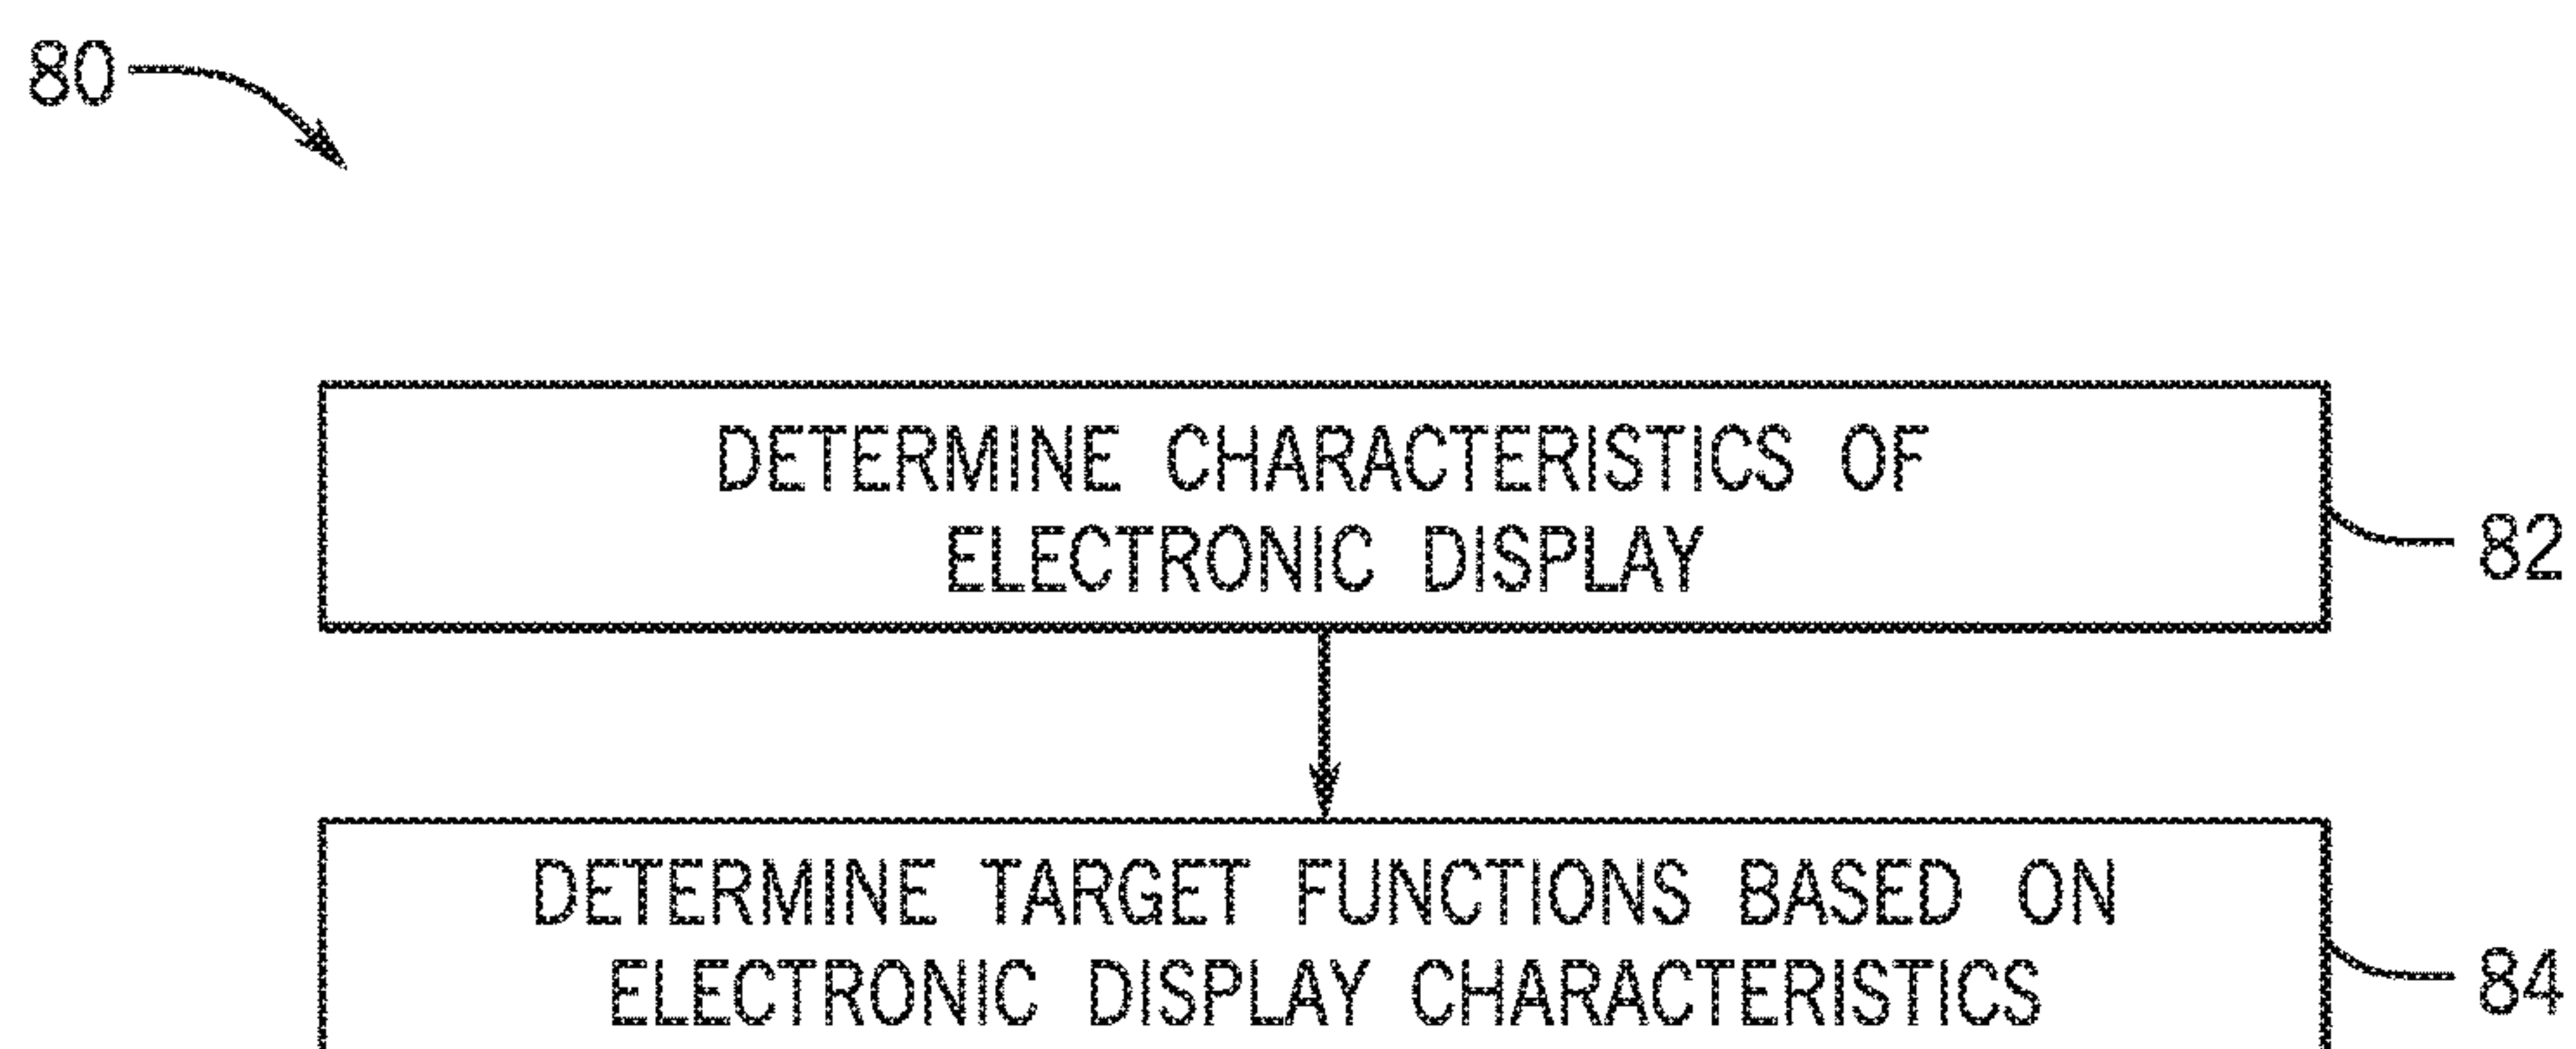 80
DETERMINE CHARACTERISTICS OF
ELECTRONIC DISPLAY
82
DETERMINE TARGET FUNCTIONS BASED ON
ELECTRONIC DISPLAY CHARACTERISTICS
84